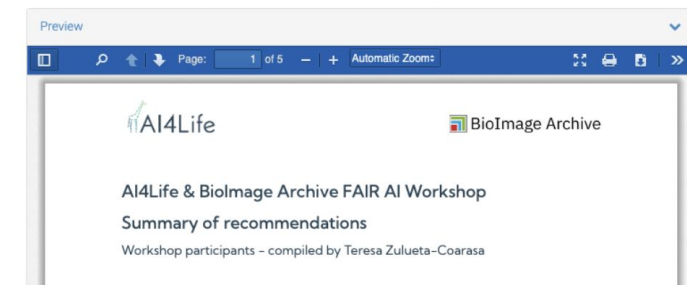 Preview
Page: 1 of 5 Automatic Zoom
AI4Life
BioImage Archive
AI4Life & BioImage Archive FAIR AI Workshop
Summary of recommendations
Workshop participants - compiled by Teresa Zulueta-Coarasa